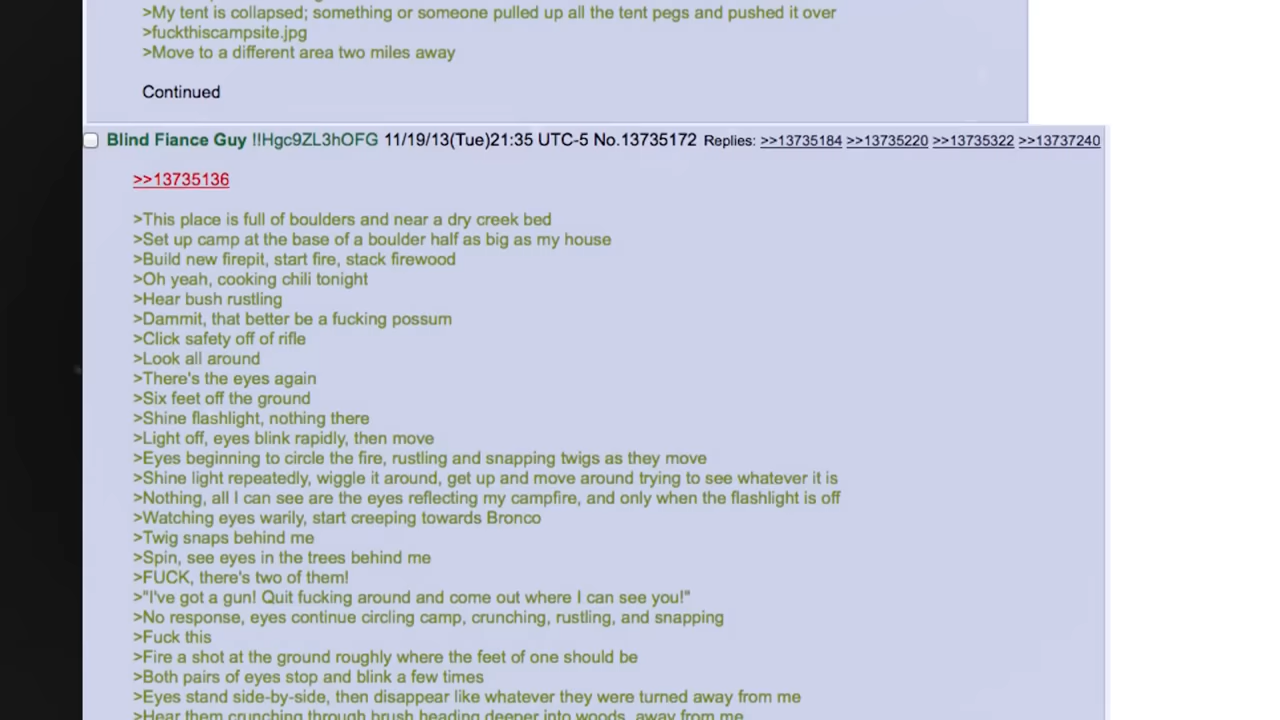 >My tent is collapsed; something or someone pulled up all the tent pegs and pushed it over
>fuckthiscampsite.jpg
>Move to a different area two miles away
Continued
Blind Fiance Guy !!Hgc9ZL3hOFG 11/19/13(Tue)21:35 UTC-5 No.13735172 Replies: >>13735184 >>13735220 >>13735322 >>13737240
>>13735136
>This place is full of boulders and near a dry creek bed
>Set up camp at the base of a boulder half as big as my house
>Build new firepit, start fire, stack firewood
>Oh yeah, cooking chili tonight
>Hear bush rustling
>Dammit, that better be a fucking possum
>Click safety off of rifle
>Look all around
>There's the eyes again
>Six feet off the ground
>Shine flashlight, nothing there
>Light off, eyes blink rapidly, then move
>Eyes beginning to circle the fire, rustling and snapping twigs as they move
>Shine light repeatedly, wiggle it around, get up and move around trying to see whatever it is
>Nothing, all I can see are the eyes reflecting my campfire, and only when the flashlight is off
>Watching eyes warily, start creeping towards Bronco
>Twig snaps behind me
>Spin, see eyes in the trees behind me
>FUCK, there's two of them!
>"I've got a gun! Quit fucking around and come out where I can see you!"
>No response, eyes continue circling camp, crunching, rustling, and snapping
>Fuck this
>Fire a shot at the ground roughly where the feet of one should be
>Both pairs of eyes stop and blink a few times
>Eyes stand side-by-side, then disappear like whatever they were turned away from me
>Hear them crunching through brush heading deeper into woods, away from me